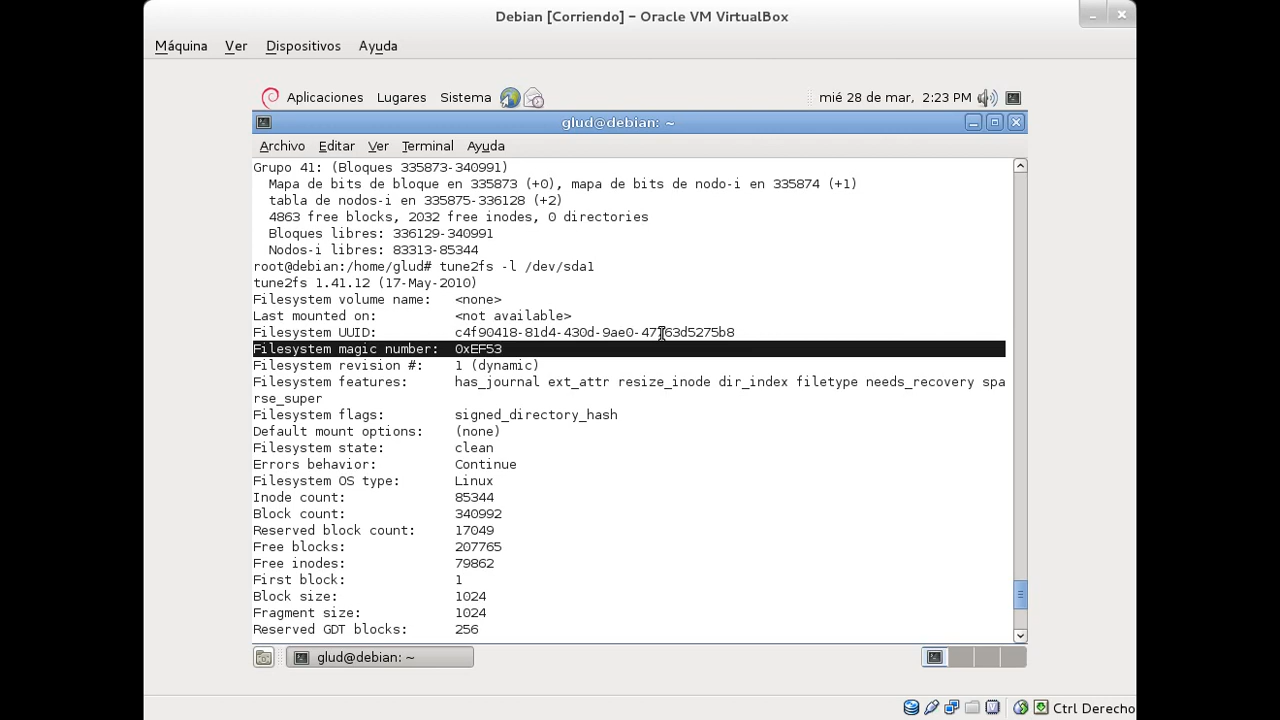 Debian [Corriendo] – Oracle VM VirtualBox
Máquina Ver Dispositivos Ayuda
Aplicaciones Lugares Sistema mié 28 de mar, 2:23 PM
glud@debian: ~
Archivo Editar Ver Terminal Ayuda
Grupo 41: (Bloques 335873-340991)
Mapa de bits de bloque en 335873 (+0), mapa de bits de nodo-i en 335874 (+1)
tabla de nodos-i en 335875-336128 (+2)
4863 free blocks, 2032 free inodes, 0 directories
Bloques libres: 336129-340991
Nodos-i libres: 83313-85344
root@debian:/home/glud# tune2fs -l /dev/sda1
tune2fs 1.41.12 (17-May-2010)
Filesystem volume name: <none>
Last mounted on: <not available>
Filesystem UUID:
Filesystem magic number: 0xEF53
Filesystem revision #: 1 (dynamic)
Filesystem features: has_journal ext_attr resize_inode dir_index filetype needs_recovery spa
rse_super
Filesystem flags: signed_directory_hash
Default mount options: (none)
Filesystem state: clean
Errors behavior: Continue
Filesystem OS type: Linux
Inode count: 85344
Block count: 340992
Reserved block count: 17049
Free blocks: 207765
Free inodes: 79862
First block: 1
Block size: 1024
Fragment size: 1024
Reserved GDT blocks: 256
glud@debian: ~
Ctrl Derecho